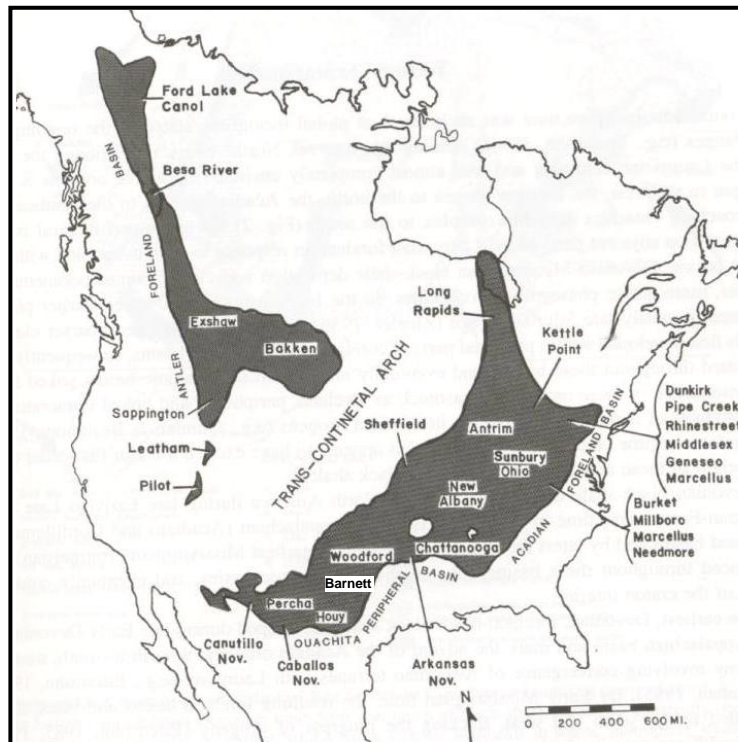 Ford Lake
Canol
BASIN
Besa River
FORELAND
Long
Rapids
Exshaw
Kettle
Point
Bakken
ANTLER
TRANS-CONTINETA ARCH
Dunkirk
Pipe Creek
Rhinestreet
Middlesex
Geneseo
Marcellus
Sappington
Sheffield
Antrim
FORELAND BASIN
Leatham
Sunbury
Ohio
Pilot
New
Albany
Burket
Millboro
Marcellus
Needmore
Woodford
Chattanooga
ACADIAN
Barnett
OUACHITA PERIPHERAL BASIN
Percha
Houy
Canutillo
Nov.
Caballos
Nov.
Arkansas
Nov.
N
0 200 400 600 MI.